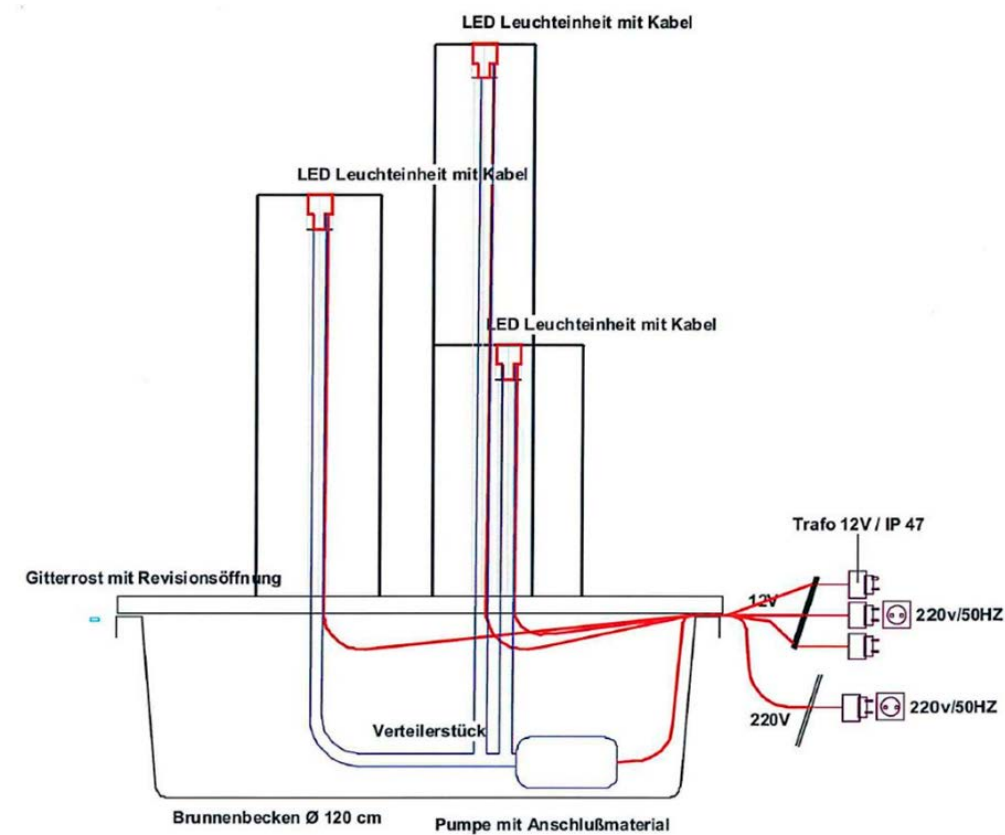 LED Leuchteinheit mit Kabel
LED Leuchteinheit mit Kabel
LED Leuchteinheit mit Kabel
Trafo 12V / IP 47
Gitterrost mit Revisionsöffnung
12V
220v/50HZ
220V
220v/50HZ
Verteilerstück
Brunnenbecken Ø 120 cm
Pumpe mit Anschlußmaterial